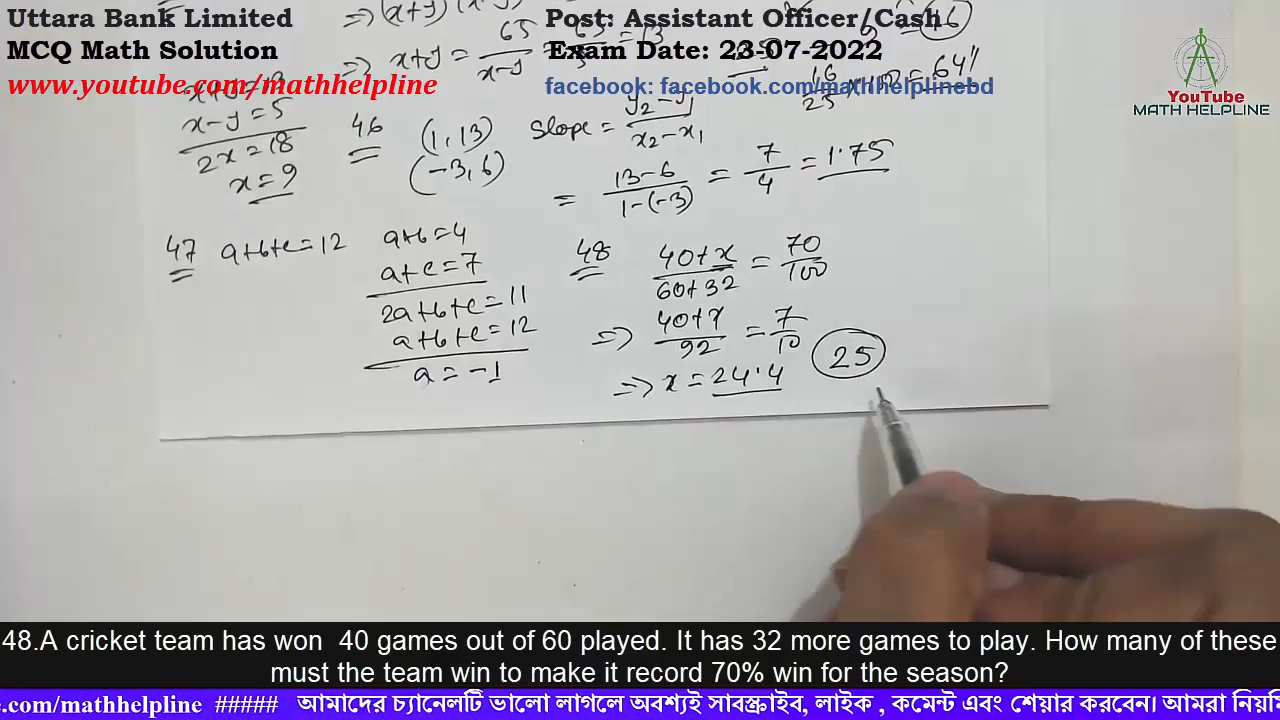 Uttara Bank Limited
Post: Assistant Officer/Cash
MCQ Math Solution
Exam Date: 23-07-2022
www.youtube.com/mathhelpline
facebook: facebook.com/mathhelplinebd
YouTube
MATH HELPLINE
=> x+y = 65/x-y
16/25 x 100 = 64%
x-y=5
2x=18
x=9
46 (1, 13)
(-3, 6)
Slope = y2-y1/x2-x1
= 13-6/1-(-3) = 7/4 = 1.75
47 a+b+c=12
a+b=4
a+c=7
2a+b+c=11
a+b+c=12
a=-1
48 40+x/60+32 = 70/100
=> 40+x/92 = 7/10
=> x=24.4
25
48.A cricket team has won 40 games out of 60 played. It has 32 more games to play. How many of these
must the team win to make it record 70% win for the season?
e.com/mathhelpline ##### আমাদের চ্যানেলটি ভালো লাগলে অবশ্যই সাবস্ক্রাইব, লাইক , কমেন্ট এবং শেয়ার করবেন। আমরা নিয়মি